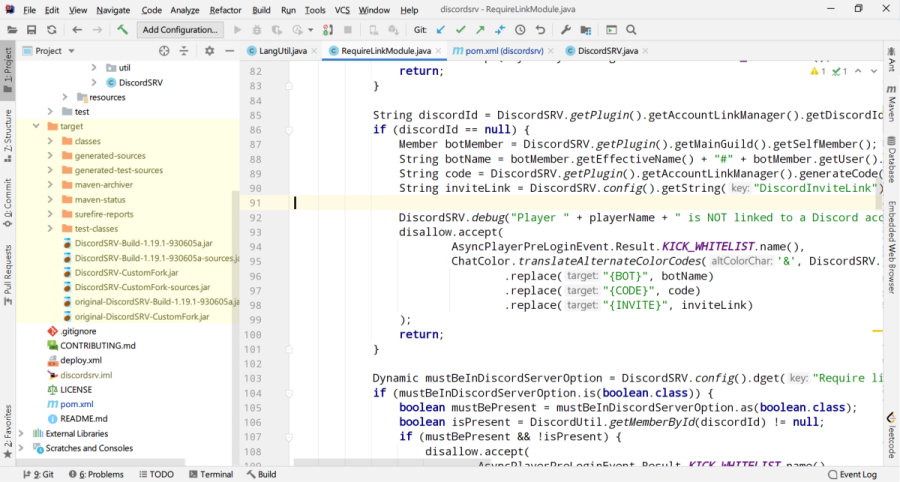 File Edit View Navigate Code Analyze Refactor Build Run Tools VCS Window Help discordsrv - RequireLinkModule.java
Add Configuration... Git:
Project
LangUtil.java RequireLinkModule.java pom.xml (discordsrv) DiscordSRV.java
1: Project
Z: Structure
0: Commit
Pull Requests
2: Favorites
util
DiscordSRV
resources
test
target
classes
generated-sources
generated-test-sources
maven-archiver
maven-status
surefire-reports
test-classes
DiscordSRV-Build-1.19.1-930605a.jar
DiscordSRV-Build-1.19.1-930605a-sources.j
DiscordSRV-CustomFork.jar
DiscordSRV-CustomFork-sources.jar
original-DiscordSRV-Build-1.19.1-930605a.ja
original-DiscordSRV-CustomFork.jar
.gitignore
CONTRIBUTING.md
deploy.xml
discordsrv.iml
LICENSE
pom.xml
README.md
External Libraries
Scratches and Consoles
1 1
82 return;
83 }
84
85 String discordId = DiscordSRV.getPlugin().getAccountLinkManager().getDiscordId
86 if (discordId == null) {
87 Member botMember = DiscordSRV.getPlugin().getMainGuild().getSelfMember();
88 String botName = botMember.getEffectiveName() + "#" + botMember.getUser().
89 String code = DiscordSRV.getPlugin().getAccountLinkManager().generateCode(
90 String inviteLink = DiscordSRV.config().getString( key: "DiscordInviteLink")
91
92 DiscordSRV.debug("Player " + playerName + " is NOT linked to a Discord acc
93 disallow.accept(
94 AsyncPlayerPreLoginEvent.Result.KICK_WHITELIST.name(),
95 ChatColor.translateAlternateColorCodes( altColorChar: '&', DiscordSRV.
96 .replace( target: "{BOT}", botName)
97 .replace( target: "{CODE}", code)
98 .replace( target: "{INVITE}", inviteLink)
99 );
100 return;
101 }
102
103 Dynamic mustBeInDiscordServerOption = DiscordSRV.config().dget( key: "Require li
104 if (mustBeInDiscordServerOption.is(boolean.class)) {
105 boolean mustBePresent = mustBeInDiscordServerOption.as(boolean.class);
106 boolean isPresent = DiscordUtil.getMemberById(discordId) != null;
107 if (mustBePresent && !isPresent) {
108 disallow.accept(
109 AsyncPlayerPreLoginEvent.Result.KICK_WHITELIST.name()
Ant
Maven
Database
Embedded Web Browser
leetcode
9: Git 6: Problems TODO Terminal Build Event Log